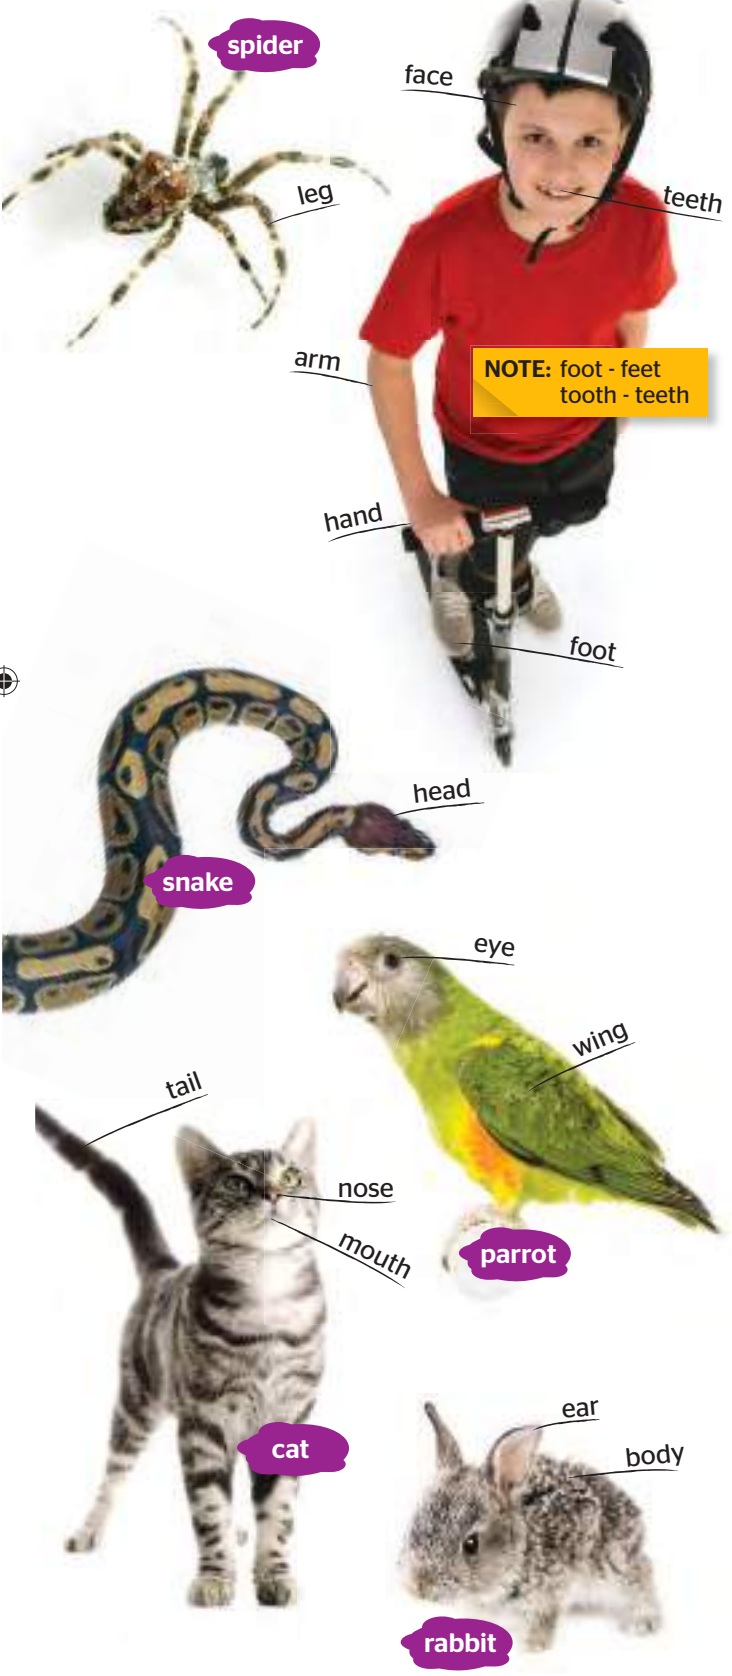 spider
face
leg
teeth
arm
NOTE: foot - feet
tooth - teeth
hand
foot
head
snake
eye
wing
tail
nose
mouth
parrot
ear
cat
body
rabbit